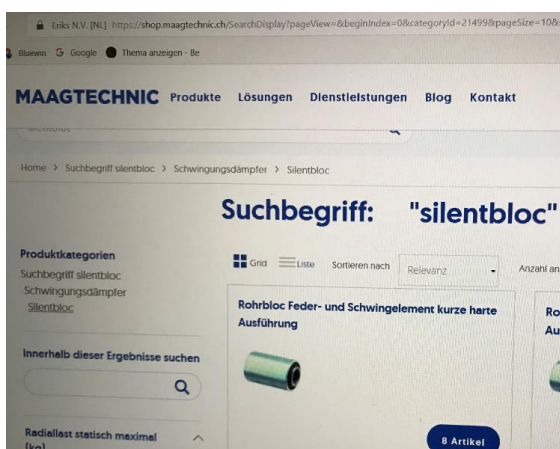 Eriks N.V. [NL] https://shop.maagtechnic.ch/SearchDisplay?pageView=&beginIndex=0&categoryId=21499&pageSize=10&
Bluewin Google Thema anzeigen - Be
MAAGTECHNIC Produkte Lösungen Dienstleistungen Blog Kontakt
Home > Suchbegriff silentbloc > Schwingungsdämpfer > Silentbloc
Suchbegriff: "silentbloc"
Produktkategorien
Suchbegriff silentbloc
Schwingungsdämpfer
Silentbloc
Grid Liste Sortieren nach Relevanz Anzahl an
Rohrbloc Feder- und Schwingelement kurze harte
Ausführung
Ro
Au
Innerhalb dieser Ergebnisse suchen
Radiallast statisch maximal
(kg)
8 Artikel